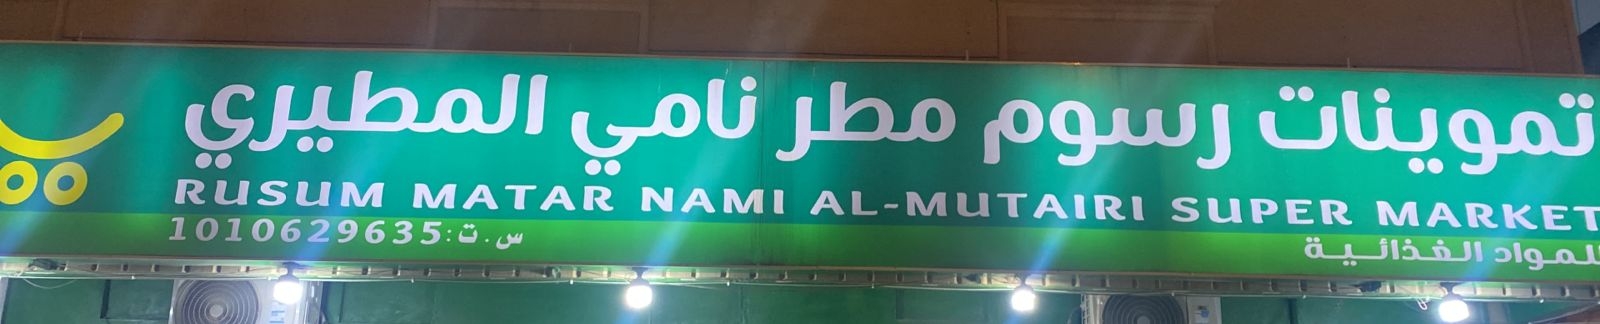 تموينات رسوم مطر نامي المطيري
RUSUM MATAR NAMI AL-MUTAIRI SUPER MARKET
س.ت:1010629635
للمواد الغذائية